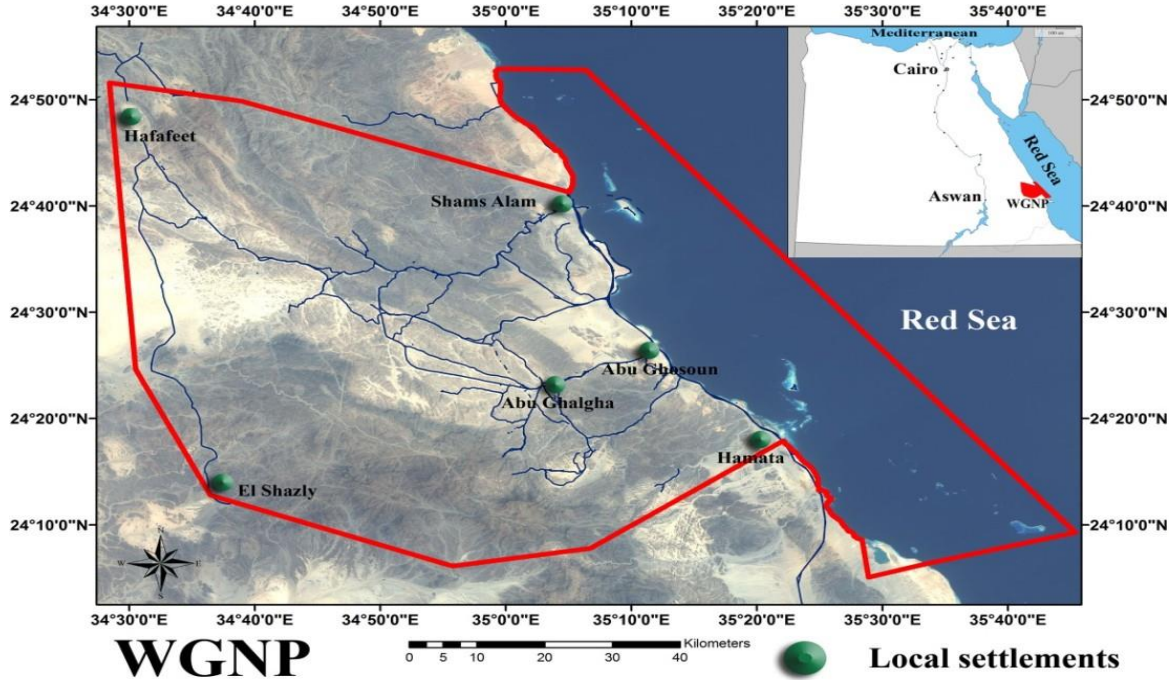 34°30'0"E 34°40'0"E 34°50'0"E 35°0'0"E 35°10'0"E 35°20'0"E 35°30'0"E 35°40'0"E
Mediterranean
Cairo
Red Sea
Aswan
WGNP
24°50'0"N 24°50'0"N
Hafafeet
Shams Alam
24°40'0"N 24°40'0"N
24°30'0"N 24°30'0"N
Red Sea
Abu Ghosoun
Abu Ghalgha
24°20'0"N 24°20'0"N
Hamata
El Shazly
24°10'0"N 24°10'0"N
N
W E
S
34°30'0"E 34°40'0"E 34°50'0"E 35°0'0"E 35°10'0"E 35°20'0"E 35°30'0"E 35°40'0"E
WGNP
Kilometers
0 5 10 20 30 40
Local settlements